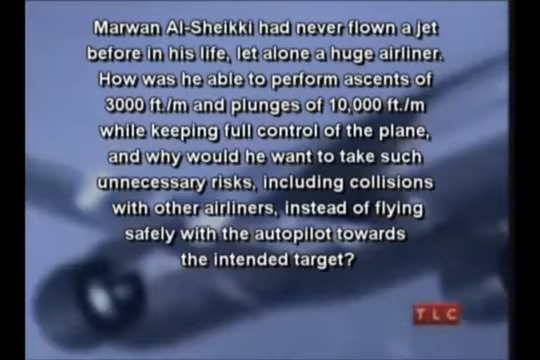 Marwan Al-Sheikki had never flown a jet
before in his life, let alone a huge airliner.
How was he able to perform ascents of
3000 ft./m and plunges of 10,000 ft./m
while keeping full control of the plane,
and why would he want to take such
unnecessary risks, including collisions
with other airliners, instead of flying
safely with the autopilot towards
the intended target?
TLC